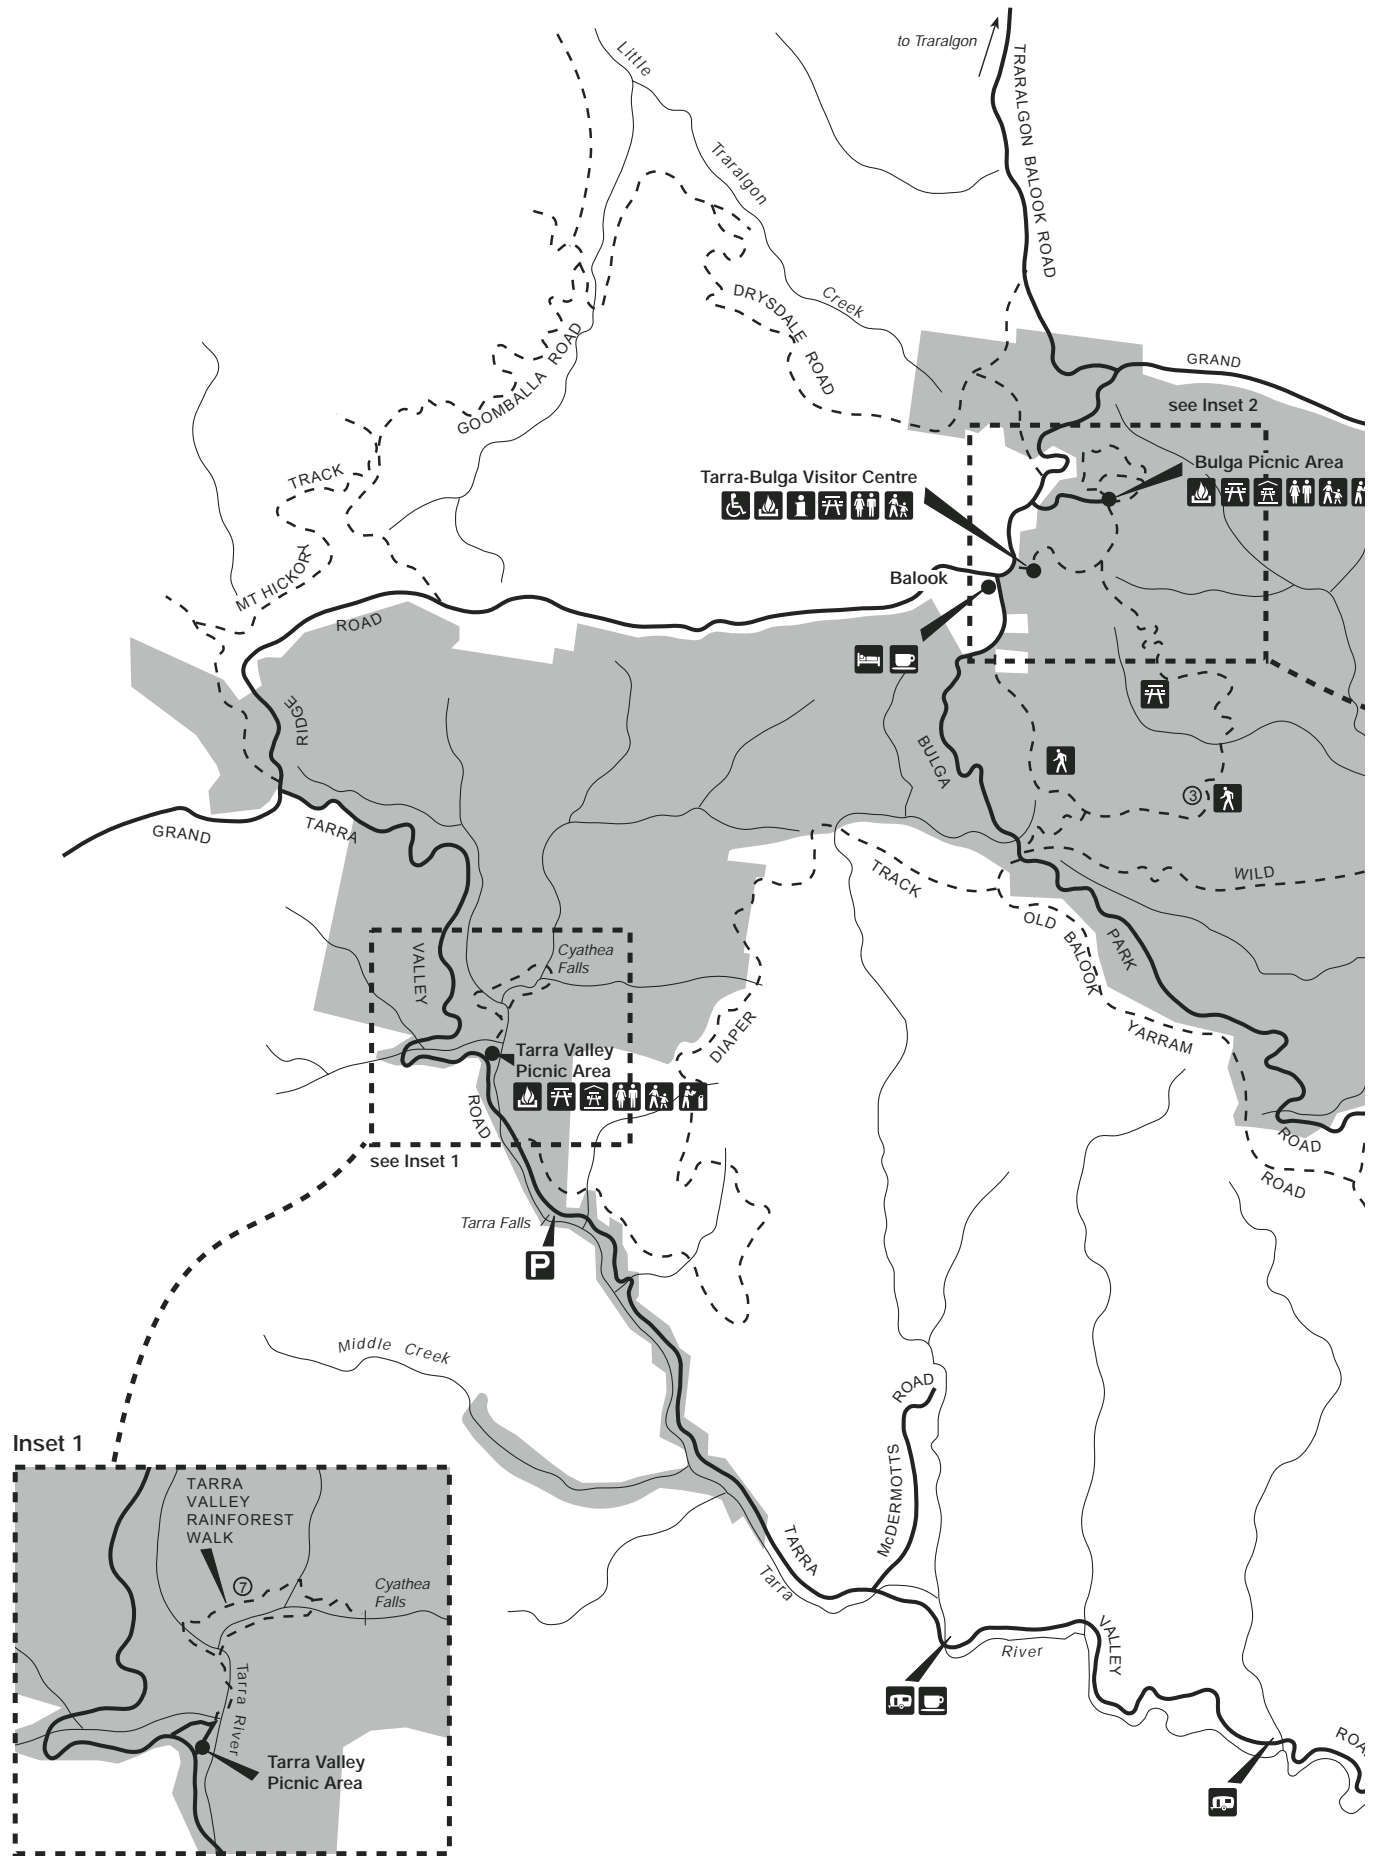 to Traralgon
Little
Traralgon
Creek
TRARALGON BALOOK ROAD
DRYSDALE ROAD
GOOMBALLA ROAD
GRAND
see Inset 2
Bulga Picnic Area
Tarra-Bulga Visitor Centre
i
TRACK
MT HICKORY
Balook
ROAD
RIDGE
BULGA
3
GRAND
TARRA
TRACK
WILD
OLD
BALOOK
PARK
VALLEY
Cyathea
Falls
YARRAM
DIAPER
Tarra Valley
Picnic Area
ROAD
see Inset 1
ROAD
ROAD
Tarra Falls
P
Middle Creek
ROAD
McDERMOTTS
Inset 1
TARRA
VALLEY
RAINFOREST
WALK
7
Cyathea
Falls
Tarra River
Tarra Valley
Picnic Area
TARRA
Tarra
River
VALLEY